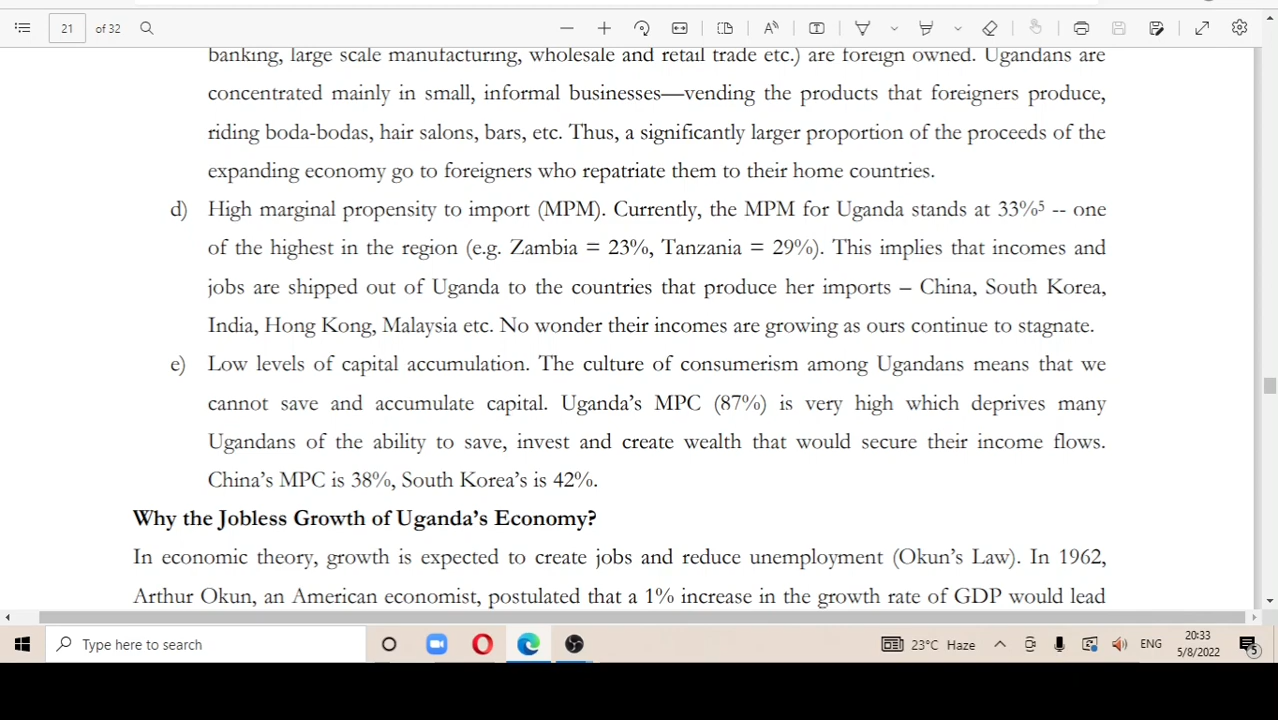 21 of 32
banking, large scale manufacturing, wholesale and retail trade etc.) are foreign owned. Ugandans are
concentrated mainly in small, informal businesses—vending the products that foreigners produce,
riding boda-bodas, hair salons, bars, etc. Thus, a significantly larger proportion of the proceeds of the
expanding economy go to foreigners who repatriate them to their home countries.
d) High marginal propensity to import (MPM). Currently, the MPM for Uganda stands at 33%⁵ -- one
of the highest in the region (e.g. Zambia = 23%, Tanzania = 29%). This implies that incomes and
jobs are shipped out of Uganda to the countries that produce her imports – China, South Korea,
India, Hong Kong, Malaysia etc. No wonder their incomes are growing as ours continue to stagnate.
e) Low levels of capital accumulation. The culture of consumerism among Ugandans means that we
cannot save and accumulate capital. Uganda's MPC (87%) is very high which deprives many
Ugandans of the ability to save, invest and create wealth that would secure their income flows.
China's MPC is 38%, South Korea's is 42%.
Why the Jobless Growth of Uganda's Economy?
In economic theory, growth is expected to create jobs and reduce unemployment (Okun's Law). In 1962,
Arthur Okun, an American economist, postulated that a 1% increase in the growth rate of GDP would lead
Type here to search
23°C Haze
ENG
20:33
5/8/2022
5